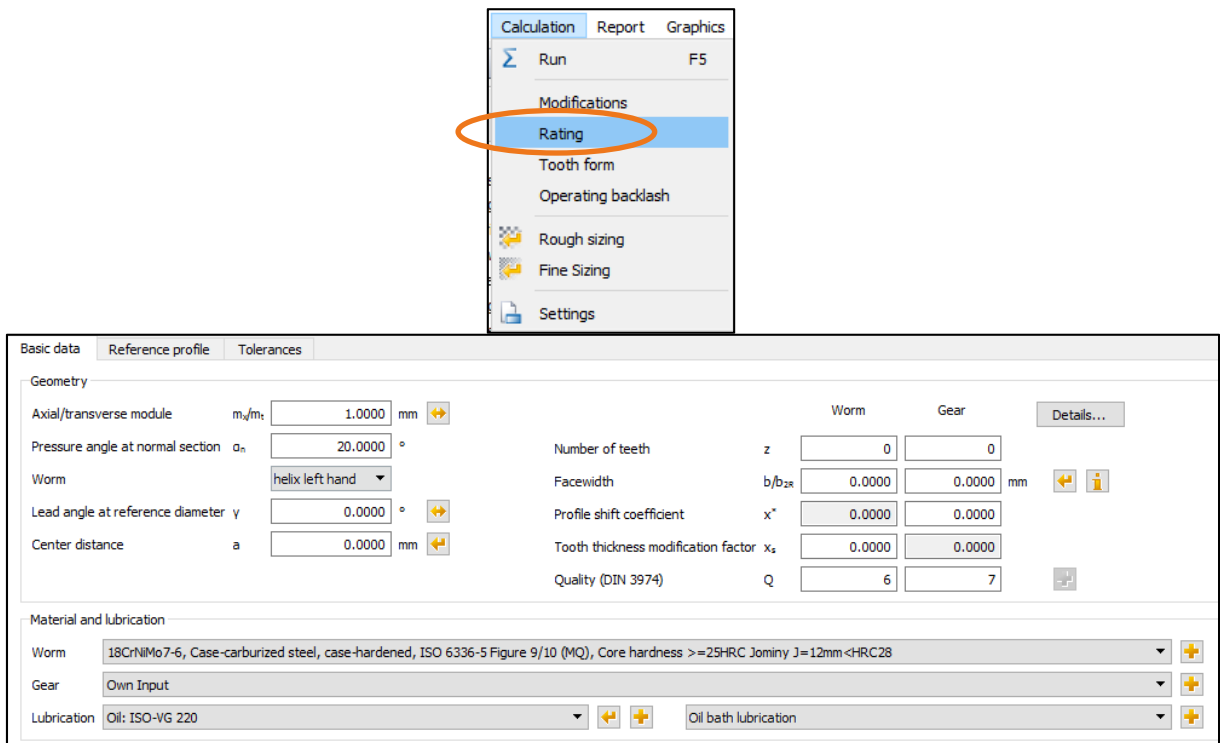 Calculation Report Graphics
Run F5
Modifications
Rating
Tooth form
Operating backlash
Rough sizing
Fine Sizing
Settings
Basic data Reference profile Tolerances
Geometry
Worm Gear Details...
Axial/transverse module mₓ/mₜ 1.0000 mm
Pressure angle at normal section αₙ 20.0000 °
Number of teeth z 0 0
Worm helix left hand
Facewidth b/b₂ᵣ 0.0000 0.0000 mm
Lead angle at reference diameter γ 0.0000 °
Profile shift coefficient x* 0.0000 0.0000
Center distance a 0.0000 mm
Tooth thickness modification factor xₛ 0.0000 0.0000
Quality (DIN 3974) Q 6 7
Material and lubrication
Worm 18CrNiMo7-6, Case-carburized steel, case-hardened, ISO 6336-5 Figure 9/10 (MQ), Core hardness >=25HRC Jominy J=12mm<HRC28
Gear Own Input
Lubrication Oil: ISO-VG 220 Oil bath lubrication